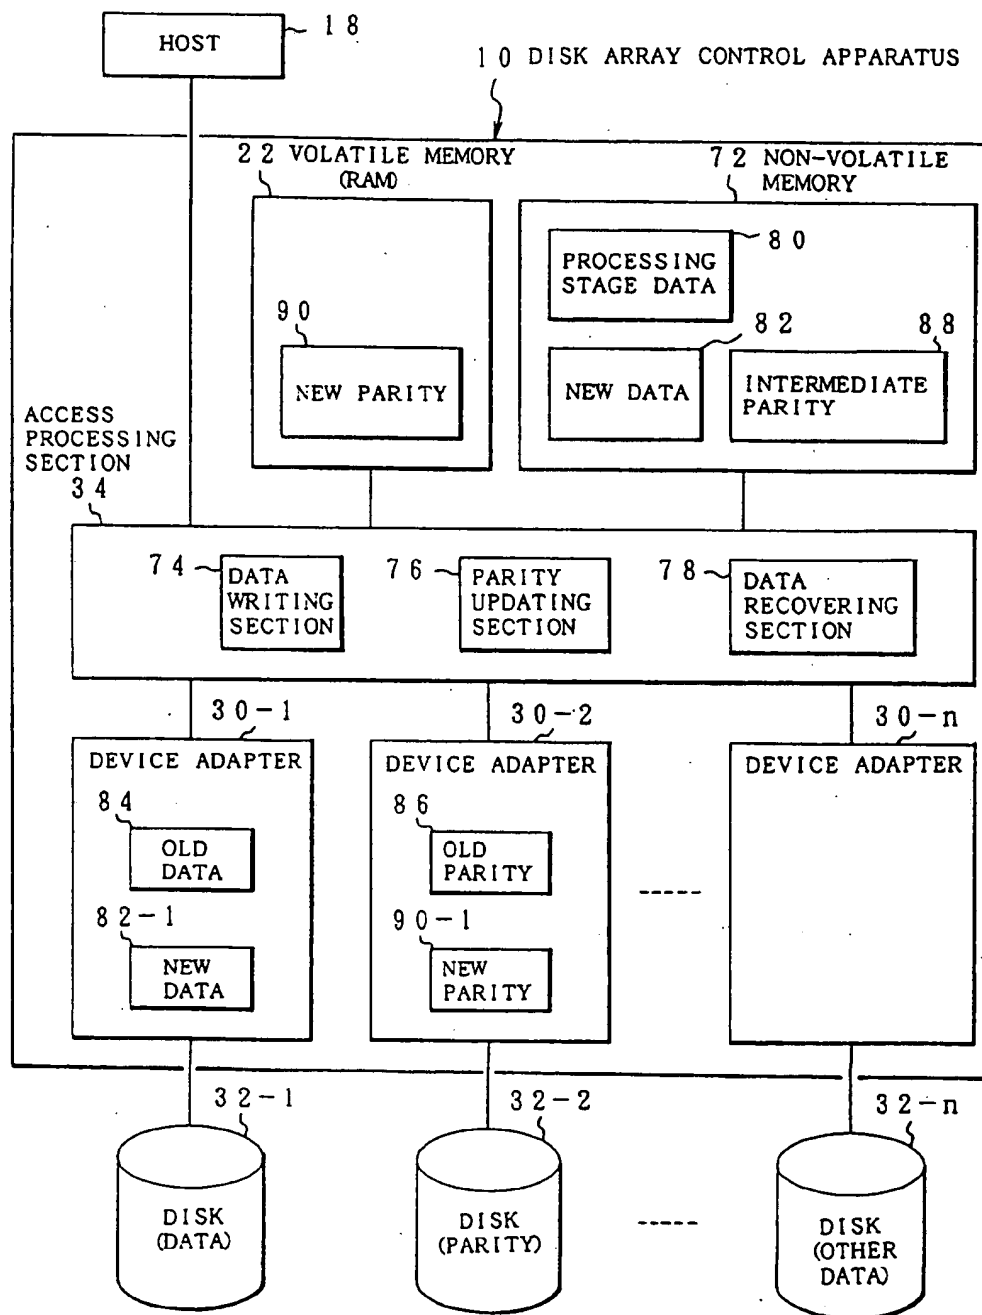 HOST
18
10 DISK ARRAY CONTROL APPARATUS
22 VOLATILE MEMORY
(RAM)
72 NON-VOLATILE
MEMORY
80
PROCESSING
STAGE DATA
90
NEW PARITY
82
NEW DATA
88
INTERMEDIATE
PARITY
ACCESS
PROCESSING
SECTION
34
74
DATA
WRITING
SECTION
76
PARITY
UPDATING
SECTION
78
DATA
RECOVERING
SECTION
30-1
DEVICE ADAPTER
84
OLD
DATA
82-1
NEW
DATA
30-2
DEVICE ADAPTER
86
OLD
PARITY
90-1
NEW
PARITY
30-n
DEVICE ADAPTER
32-1
DISK
(DATA)
32-2
DISK
(PARITY)
32-n
DISK
(OTHER
DATA)